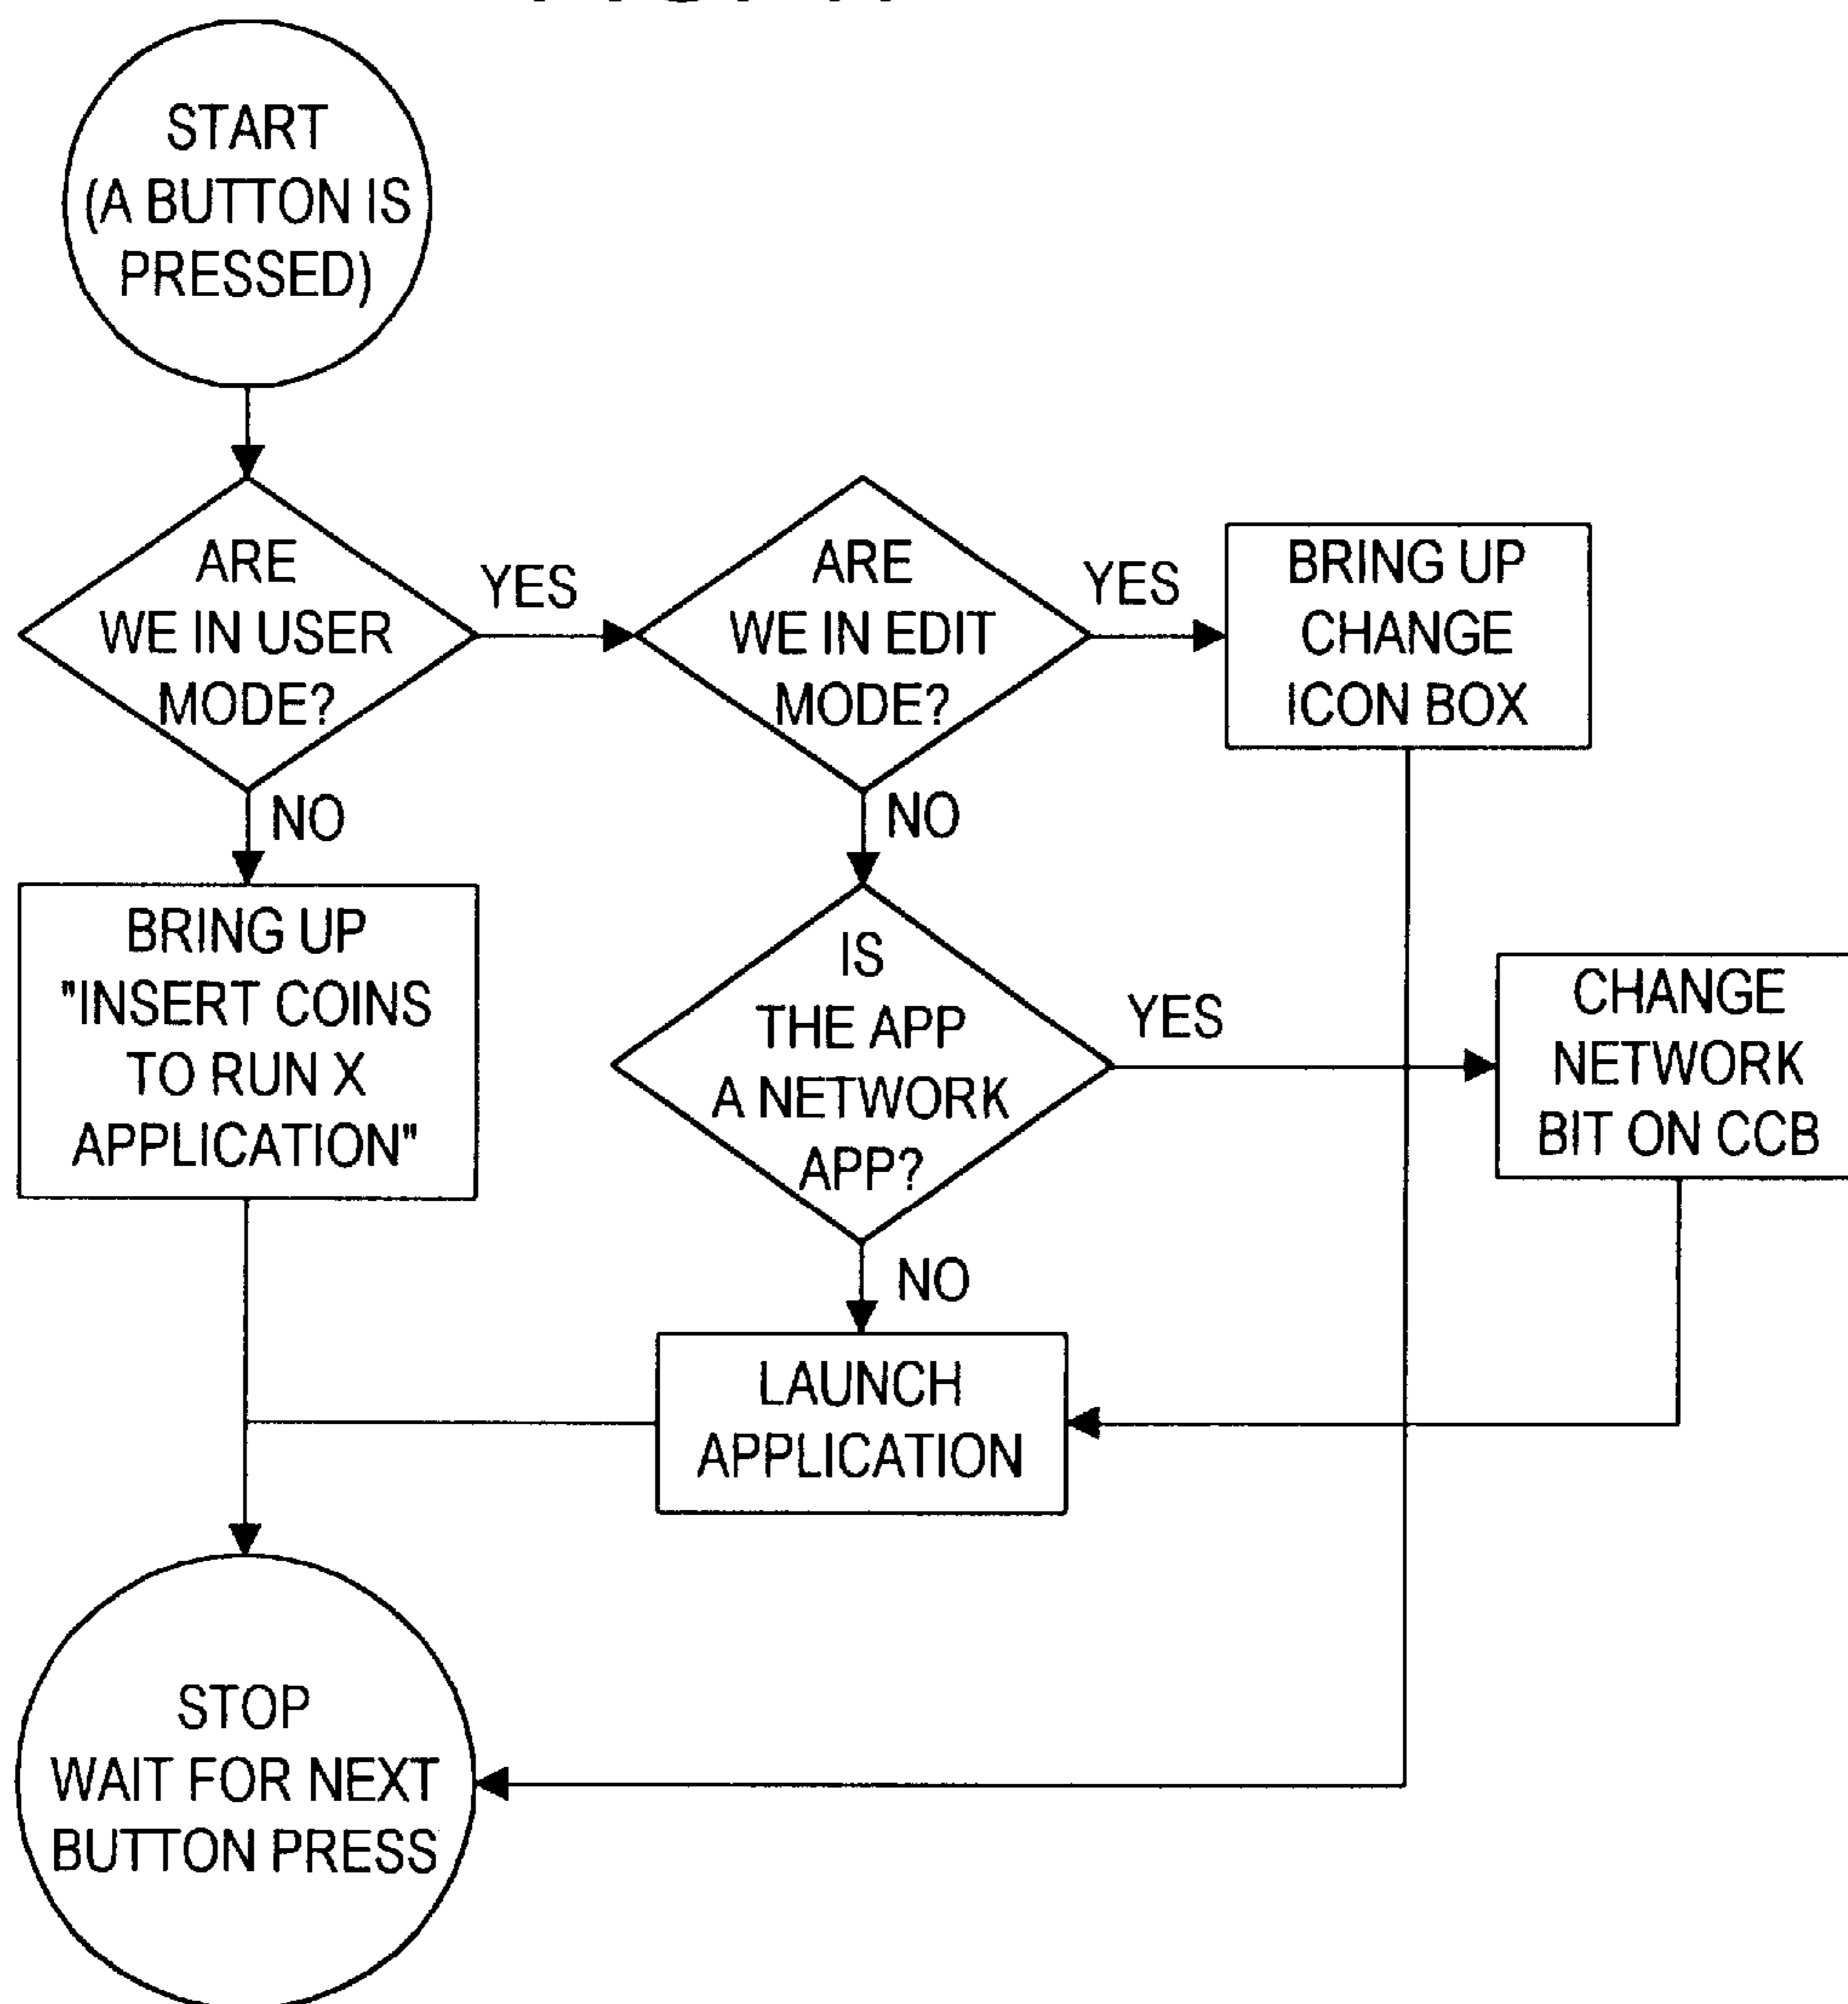 START
(A BUTTON IS
PRESSED)
ARE
WE IN USER
MODE?
YES
ARE
WE IN EDIT
MODE?
YES
BRING UP
CHANGE
ICON BOX
NO
NO
BRING UP
"INSERT COINS
TO RUN X
APPLICATION"
IS
THE APP
A NETWORK
APP?
YES
CHANGE
NETWORK
BIT ON CCB
NO
LAUNCH
APPLICATION
STOP
WAIT FOR NEXT
BUTTON PRESS